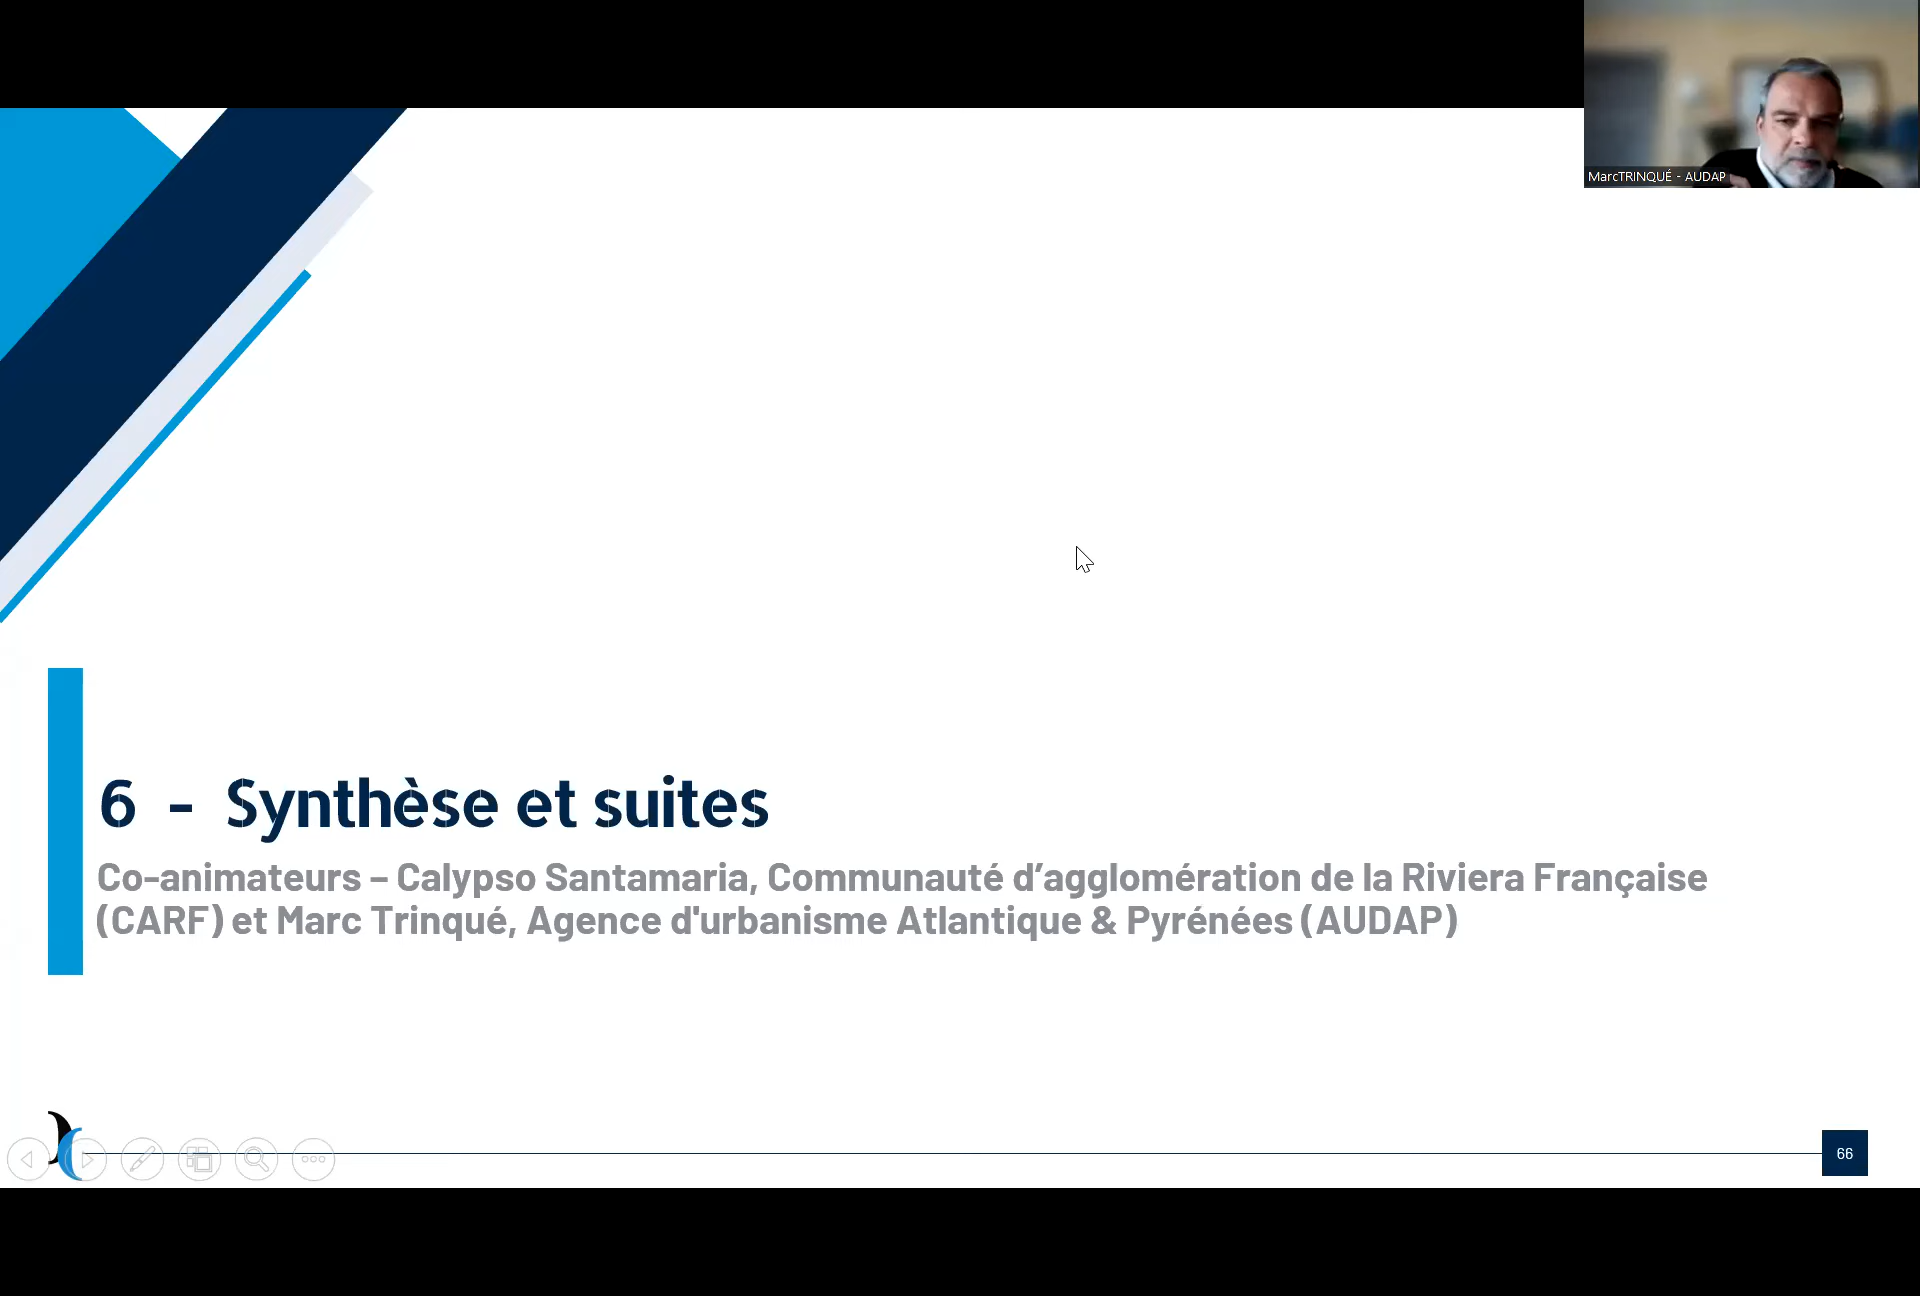 MarcTRINQUÉ - AUDAP
6 - Synthèse et suites
Co-animateurs – Calypso Santamaria, Communauté d’agglomération de la Riviera Française
(CARF) et Marc Trinqué, Agence d'urbanisme Atlantique & Pyrénées (AUDAP)
66